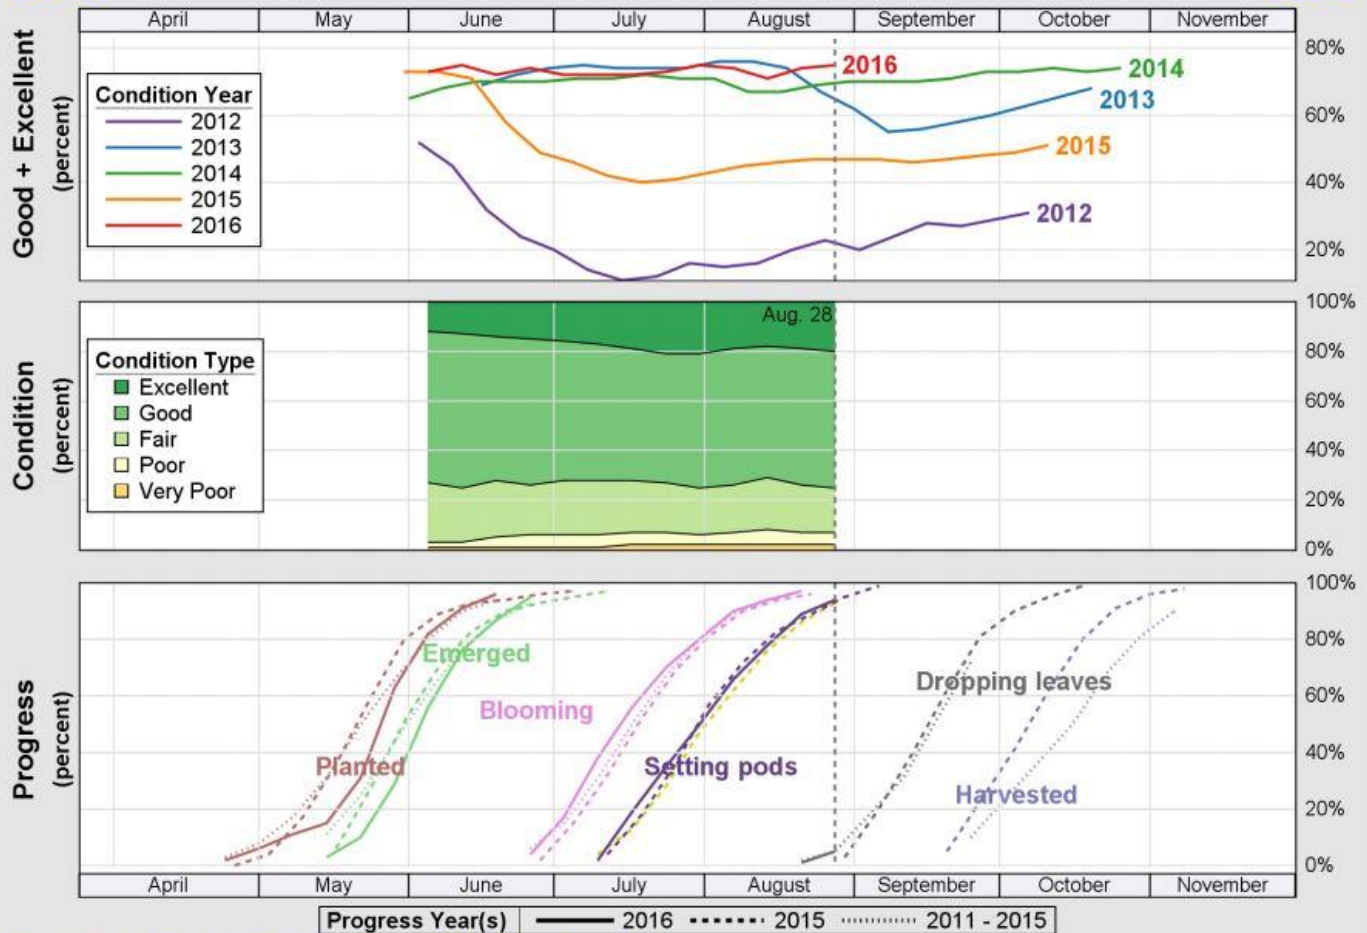 April May June July August September October November
Good + Excellent
(percent)
Condition Year
2012
2013
2014
2015
2016
2016
2014
2013
2015
2012
80%
60%
40%
20%
Condition
(percent)
Condition Type
Excellent
Good
Fair
Poor
Very Poor
Aug. 28
100%
80%
60%
40%
20%
0%
Progress
(percent)
Emerged
Blooming
Planted
Setting pods
Dropping leaves
Harvested
100%
80%
60%
40%
20%
0%
April May June July August September October November
Progress Year(s) 2016 2015 2011 - 2015